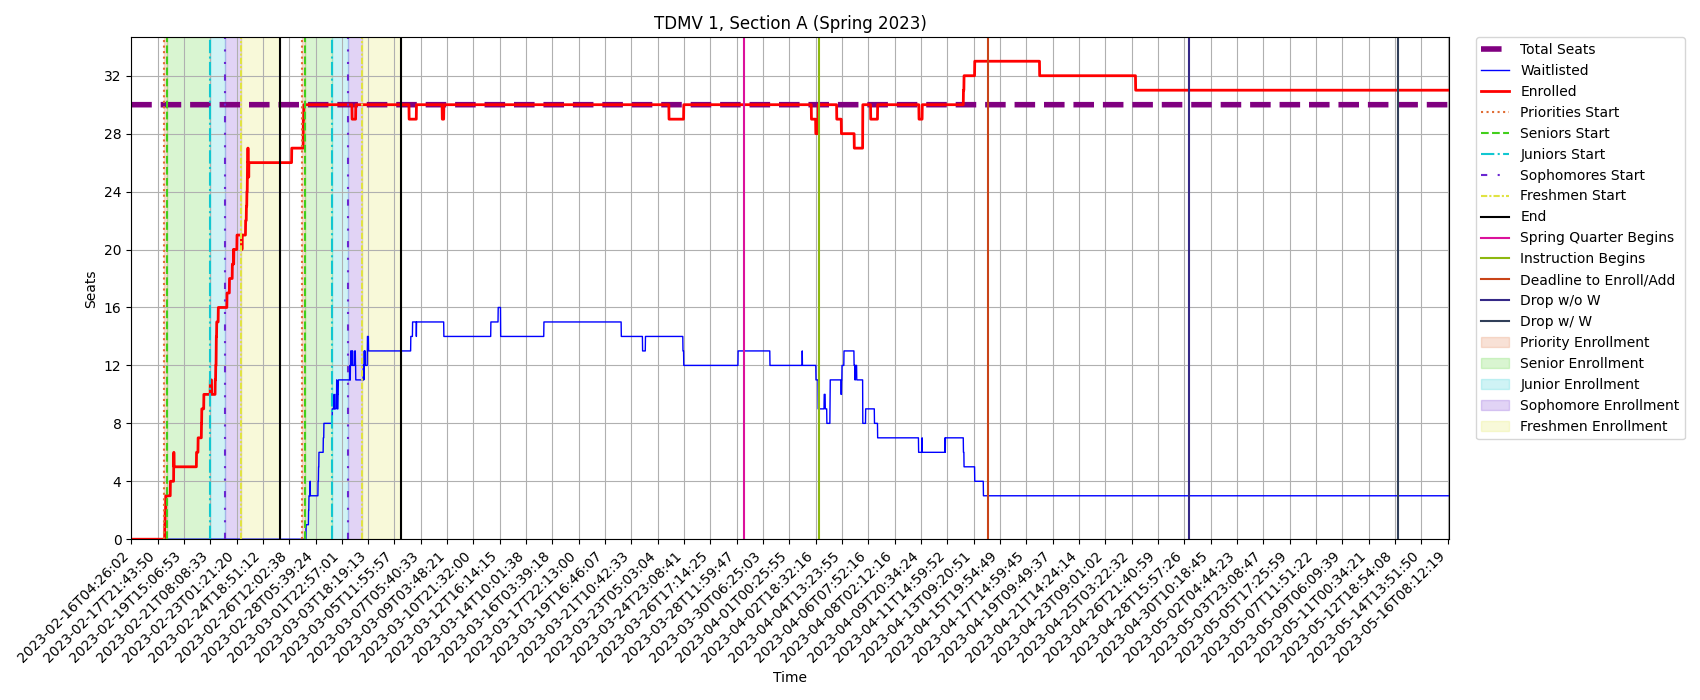 TDMV 1, Section A (Spring 2023)
Seats
32
28
24
20
16
12
8
4
0
2023-02-16T04:26:02
2023-02-17T21:43:50
2023-02-19T15:06:53
2023-02-21T08:08:33
2023-02-23T01:21:20
2023-02-24T18:51:12
2023-02-26T12:02:38
2023-02-28T05:39:24
2023-03-01T22:57:01
2023-03-03T18:19:13
2023-03-05T11:55:57
2023-03-07T05:40:33
2023-03-09T03:48:21
2023-03-10T21:32:00
2023-03-12T16:14:15
2023-03-14T10:01:38
2023-03-16T03:39:18
2023-03-17T22:13:00
2023-03-19T16:46:07
2023-03-21T10:42:33
2023-03-23T05:03:04
2023-03-24T23:08:41
2023-03-26T17:14:25
2023-03-28T11:59:47
2023-03-30T06:25:03
2023-04-01T00:25:55
2023-04-02T18:32:16
2023-04-04T13:23:55
2023-04-06T07:52:16
2023-04-08T02:12:16
2023-04-09T20:34:24
2023-04-11T14:59:52
2023-04-13T09:20:51
2023-04-15T19:54:49
2023-04-17T14:59:45
2023-04-19T09:49:37
2023-04-21T04:24:14
2023-04-23T09:01:02
2023-04-25T03:22:32
2023-04-26T21:40:59
2023-04-28T15:57:26
2023-04-30T10:18:45
2023-05-02T04:44:23
2023-05-03T23:08:47
2023-05-05T17:25:59
2023-05-07T11:51:22
2023-05-09T06:09:39
2023-05-11T00:34:21
2023-05-12T18:54:08
2023-05-14T13:51:50
2023-05-16T08:12:19
Time
Total Seats
Waitlisted
Enrolled
Priorities Start
Seniors Start
Juniors Start
Sophomores Start
Freshmen Start
End
Spring Quarter Begins
Instruction Begins
Deadline to Enroll/Add
Drop w/o W
Drop w/ W
Priority Enrollment
Senior Enrollment
Junior Enrollment
Sophomore Enrollment
Freshmen Enrollment